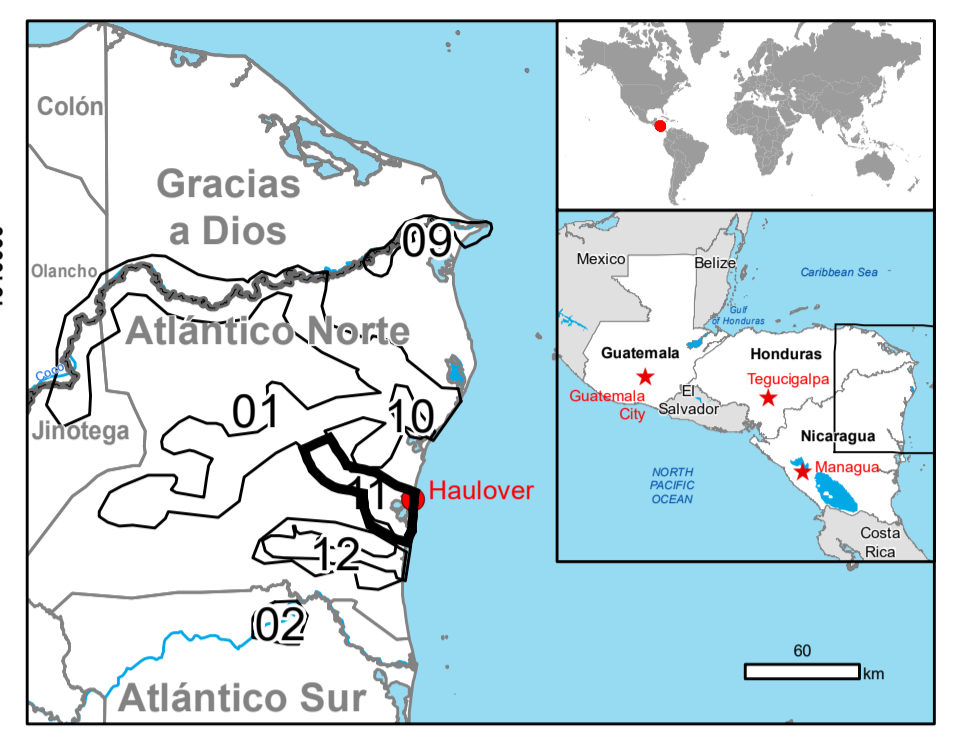 Colón
Gracias
a Dios
09
Olancho
Atlántico Norte
Coco
01
10
Jinotega
11
Haulover
12
02
Atlántico Sur
Mexico
Belize
Caribbean Sea
Gulf
of Honduras
Guatemala
Honduras
Guatemala
City
Tegucigalpa
El
Salvador
Nicaragua
Managua
NORTH
PACIFIC
OCEAN
Costa
Rica
60
km